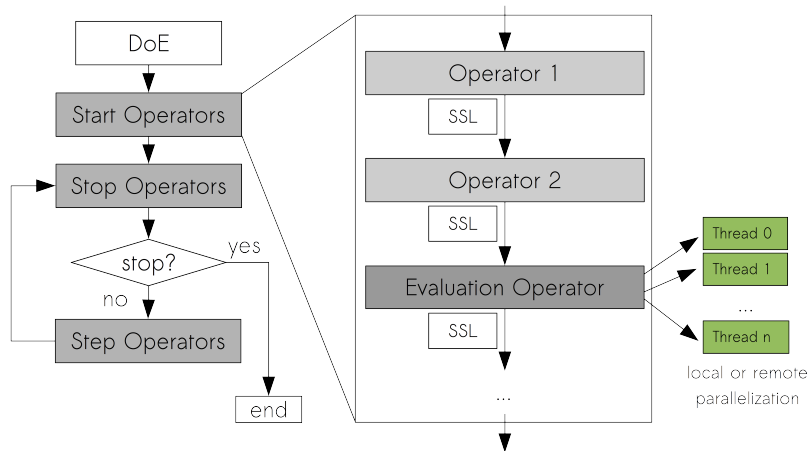 DoE
Start Operators
Stop Operators
stop?
yes
no
Step Operators
end
Operator 1
SSL
Operator 2
SSL
Evaluation Operator
SSL
...
Thread 0
Thread 1
...
Thread n
local or remote
parallelization